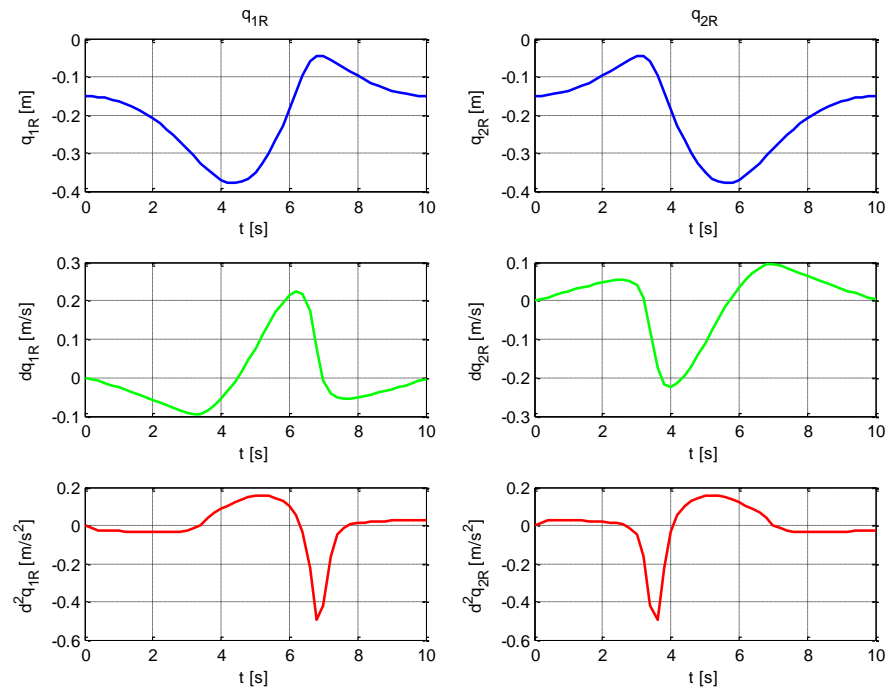 q1R
0
-0.1
-0.2
-0.3
-0.4
q1R [m]
0 2 4 6 8 10
t [s]
q2R
0
-0.1
-0.2
-0.3
-0.4
q2R [m]
0 2 4 6 8 10
t [s]
0.3
0.2
0.1
0
-0.1
dq1R [m/s]
0 2 4 6 8 10
t [s]
0.1
0
-0.1
-0.2
-0.3
dq2R [m/s]
0 2 4 6 8 10
t [s]
0.2
0
-0.2
-0.4
-0.6
d²q1R [m/s²]
0 2 4 6 8 10
t [s]
0.2
0
-0.2
-0.4
-0.6
d²q2R [m/s²]
0 2 4 6 8 10
t [s]